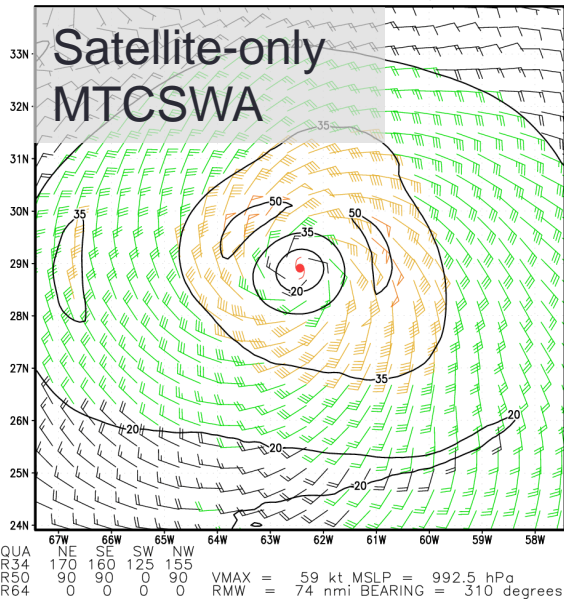 Satellite-only
MTCSWA
33N
32N
31N
30N
29N
28N
27N
26N
25N
24N
35
50
50
35
35
20
35
20
20
20
20
67W 66W 65W 64W 63W 62W 61W 60W 59W 58W
QUA NE SE SW NW
R34 170 160 125 155
R50 90 90 0 90 VMAX = 59 kt MSLP = 992.5 hPa
R64 0 0 0 0 RMW = 74 nmi BEARING = 310 degrees